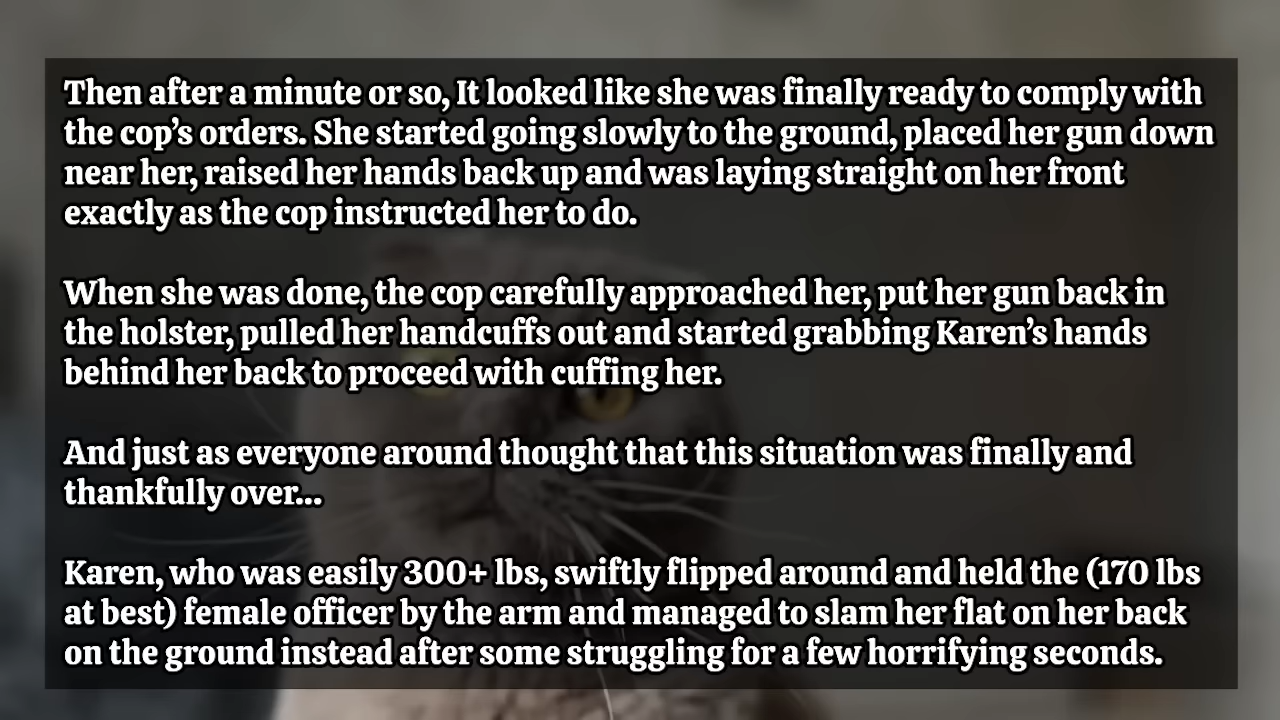 Then after a minute or so, It looked like she was finally ready to comply with
the cop’s orders. She started going slowly to the ground, placed her gun down
near her, raised her hands back up and was laying straight on her front
exactly as the cop instructed her to do.
When she was done, the cop carefully approached her, put her gun back in
the holster, pulled her handcuffs out and started grabbing Karen’s hands
behind her back to proceed with cuffing her.
And just as everyone around thought that this situation was finally and
thankfully over...
Karen, who was easily 300+ lbs, swiftly flipped around and held the (170 lbs
at best) female officer by the arm and managed to slam her flat on her back
on the ground instead after some struggling for a few horrifying seconds.